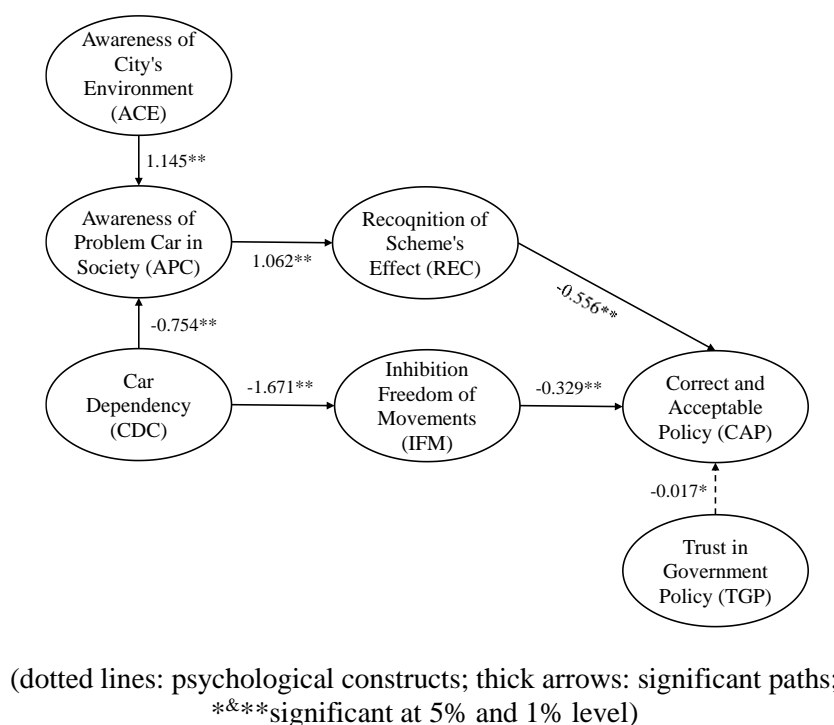 Awareness of
City's
Environment
(ACE)
1.145**
Awareness of
Problem Car in
Society (APC)
1.062**
Recoqnition of
Scheme's
Effect (REC)
-0.556**
-0.754**
Car
Dependency
(CDC)
-1.671**
Inhibition
Freedom of
Movements
(IFM)
-0.329**
Correct and
Acceptable
Policy (CAP)
-0.017*
Trust in
Government
Policy (TGP)
(dotted lines: psychological constructs; thick arrows: significant paths;
*&**significant at 5% and 1% level)